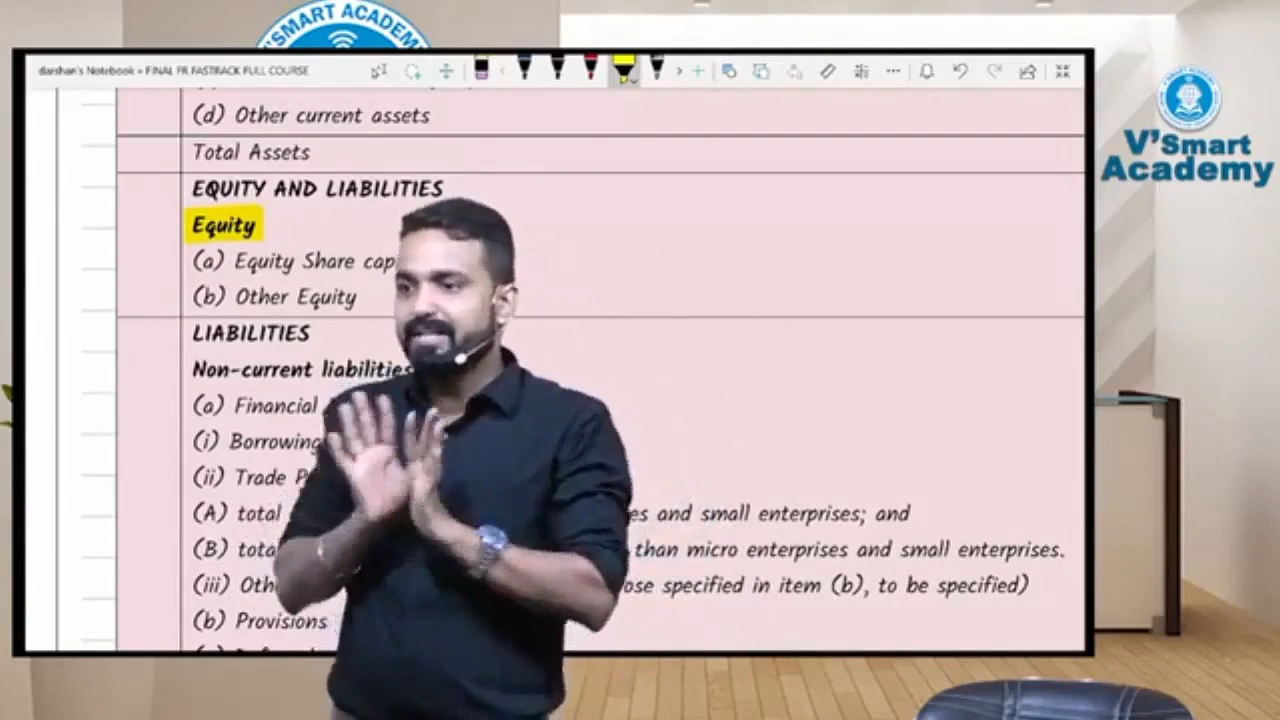 V'SMART ACADEMY
darshan's Notebook » FINAL FR FASTRACK FULL COURSE
(d) Other current assets
Total Assets
EQUITY AND LIABILITIES
Equity
(a) Equity Share cap
(b) Other Equity
LIABILITIES
Non-current liabilities
(a) Financial
(i) Borrowing
(ii) Trade P
(A) total es and small enterprises; and
(B) tota than micro enterprises and small enterprises.
(iii) Oth ose specified in item (b), to be specified)
(b) Provisions
V'Smart
Academy